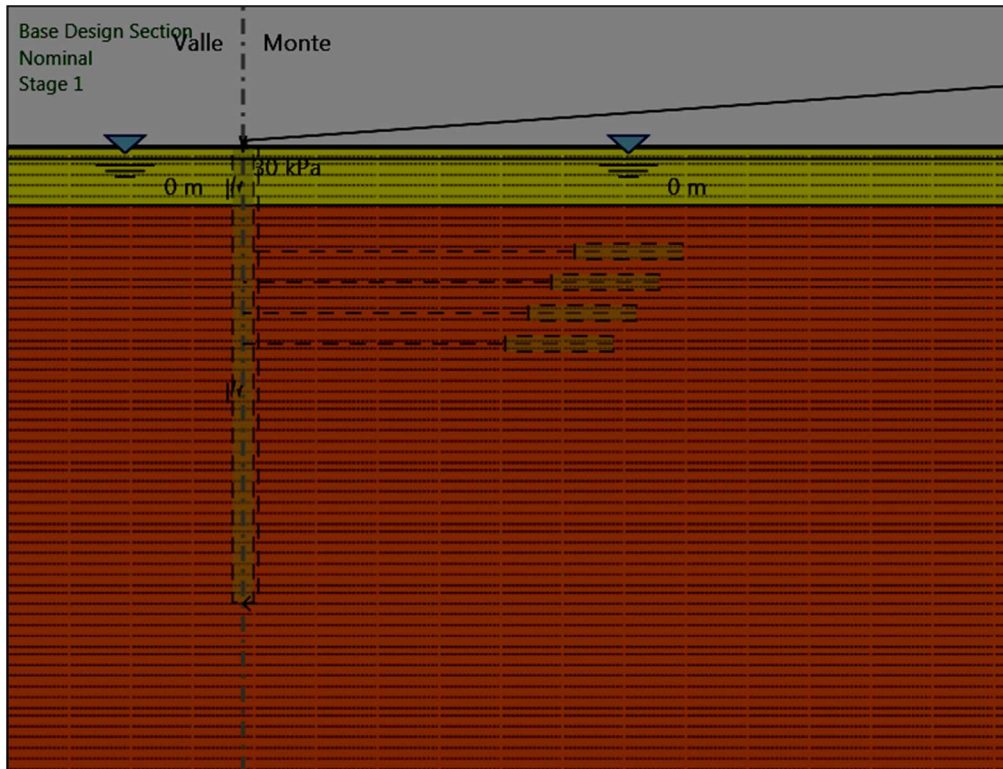 Base Design Section
Nominal
Stage 1
Valle
Monte
30 kPa
0 m
0 m